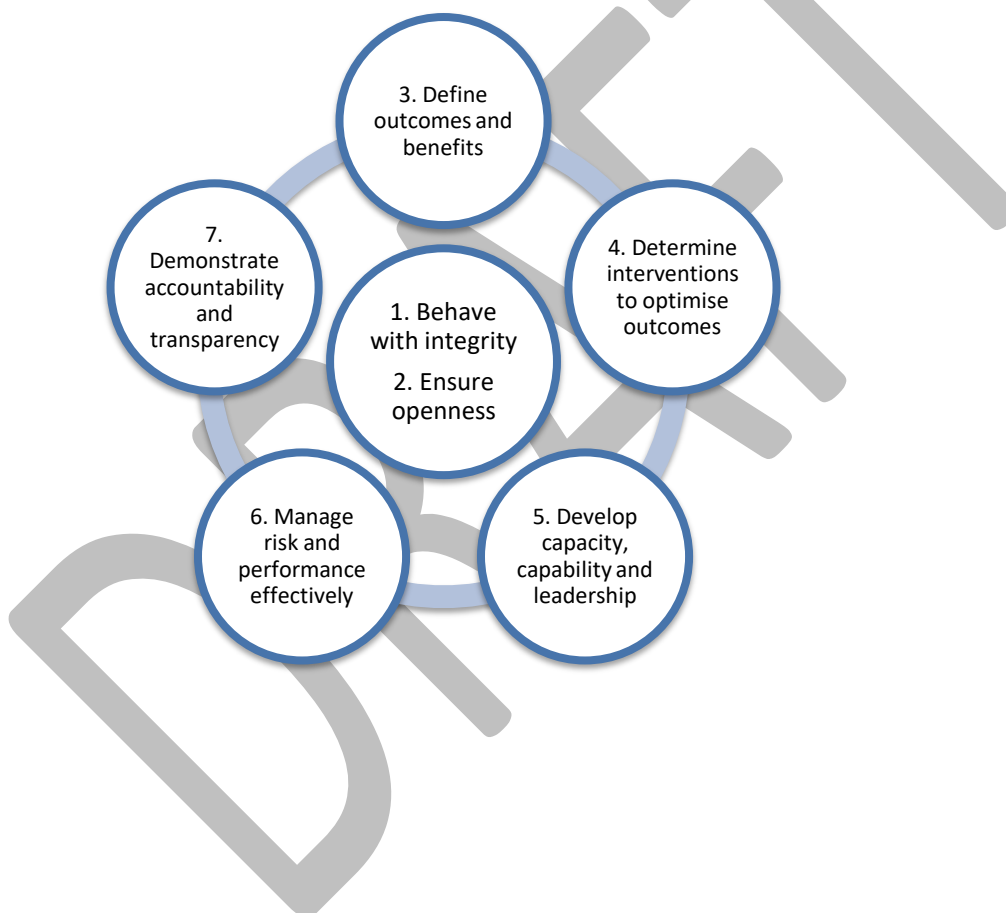 3. Define
outcomes and
benefits
7.
Demonstrate
accountability
and
transparency
4. Determine
interventions
to optimise
outcomes
1. Behave
with integrity
2. Ensure
openness
6. Manage
risk and
performance
effectively
5. Develop
capacity,
capability and
leadership
DRAFT